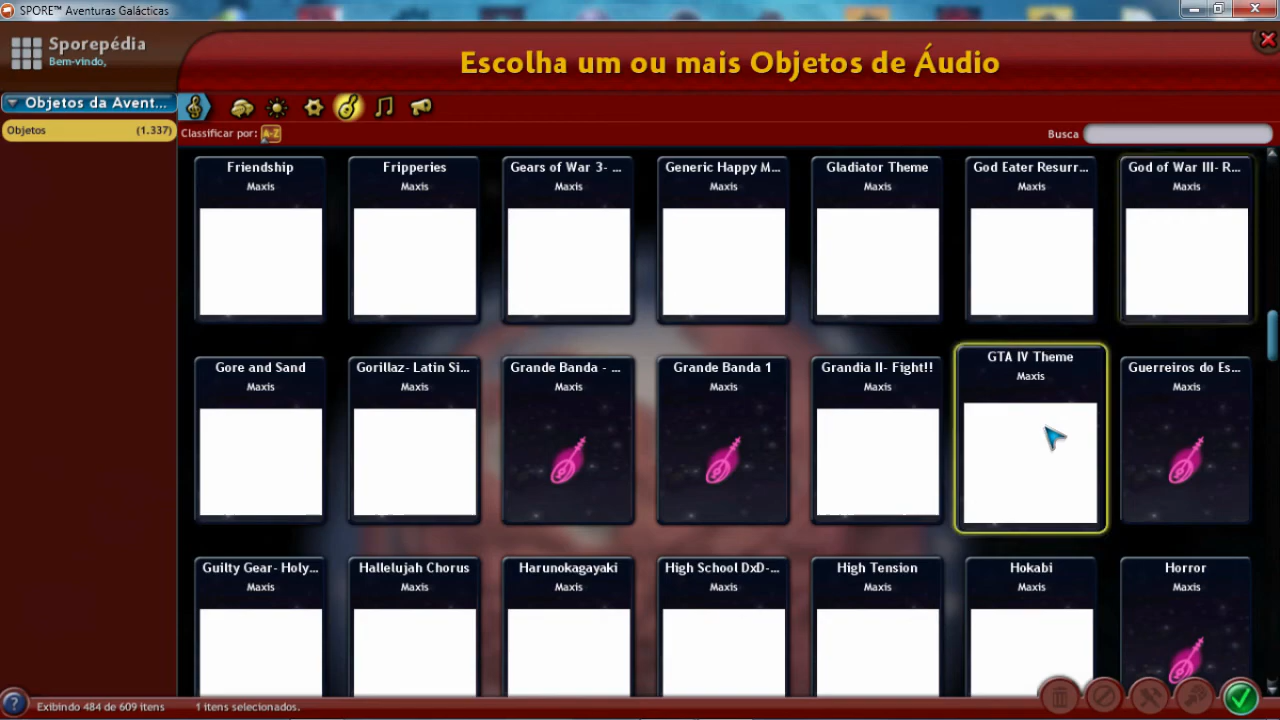 SPORE™ Aventuras Galácticas
Sporepédia
Bem-vindo,
Escolha um ou mais Objetos de Áudio
Objetos da Avent...
Objetos (1.337)
Classificar por: A-Z
Busca
Friendship
Maxis
Fripperies
Maxis
Gears of War 3- ...
Maxis
Generic Happy M...
Maxis
Gladiator Theme
Maxis
God Eater Resurr...
Maxis
God of War III- R...
Maxis
Gore and Sand
Maxis
Gorillaz- Latin Si...
Maxis
Grande Banda - ...
Maxis
Grande Banda 1
Maxis
Grandia II- Fight!!
Maxis
GTA IV Theme
Maxis
Guerreiros do Es...
Maxis
Guilty Gear- Holy...
Maxis
Hallelujah Chorus
Maxis
Harunokagayaki
Maxis
High School DxD-...
Maxis
High Tension
Maxis
Hokabi
Maxis
Horror
Maxis
?
Exibindo 484 de 609 itens
1 itens selecionados.